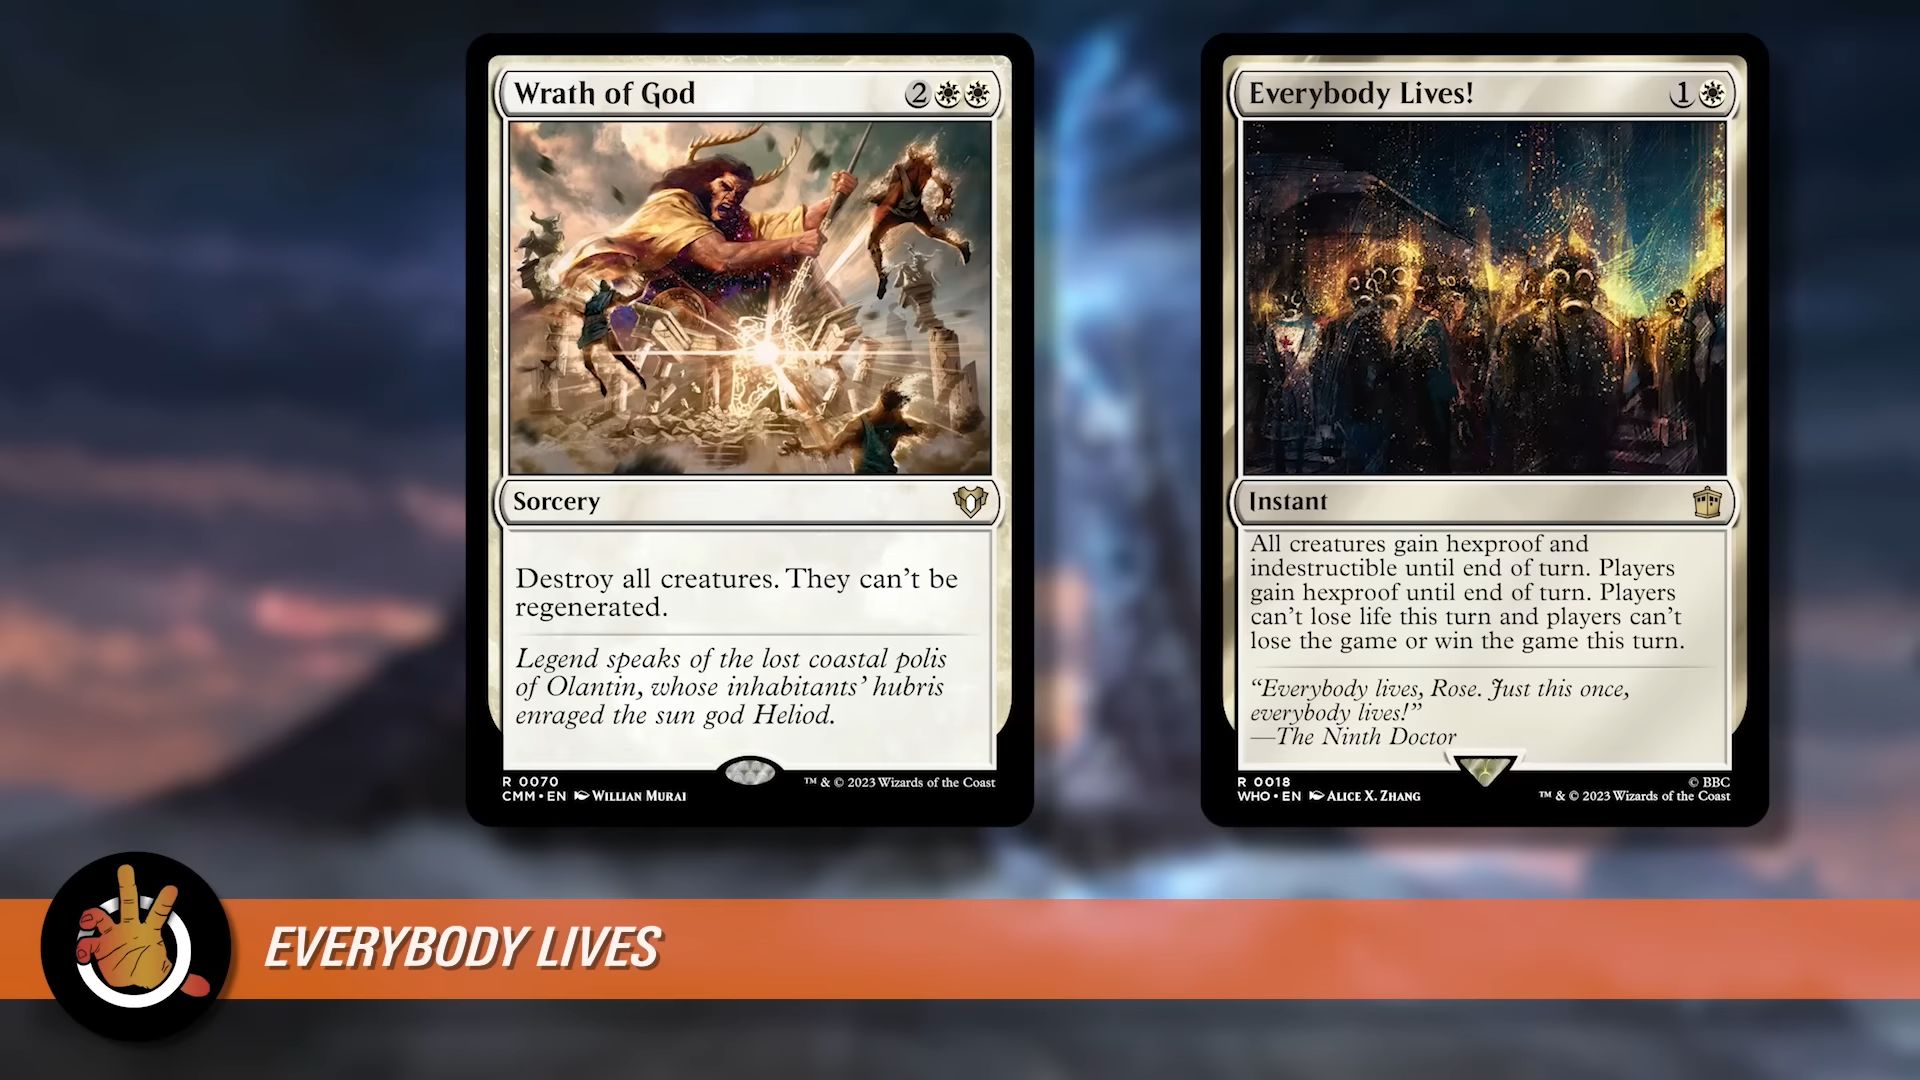 Wrath of God
2
Sorcery
Destroy all creatures. They can't be
regenerated.
Legend speaks of the lost coastal polis
of Olantin, whose inhabitants' hubris
enraged the sun god Heliod.
R 0070
CMM • EN WILLIAN MURAI
™ & © 2023 Wizards of the Coast
Everybody Lives!
1
Instant
All creatures gain hexproof and
indestructible until end of turn. Players
gain hexproof until end of turn. Players
can't lose life this turn and players can't
lose the game or win the game this turn.
“Everybody lives, Rose. Just this once,
everybody lives!”
—The Ninth Doctor
R 0018
WHO • EN ALICE X. ZHANG
© BBC
™ & © 2023 Wizards of the Coast
EVERYBODY LIVES